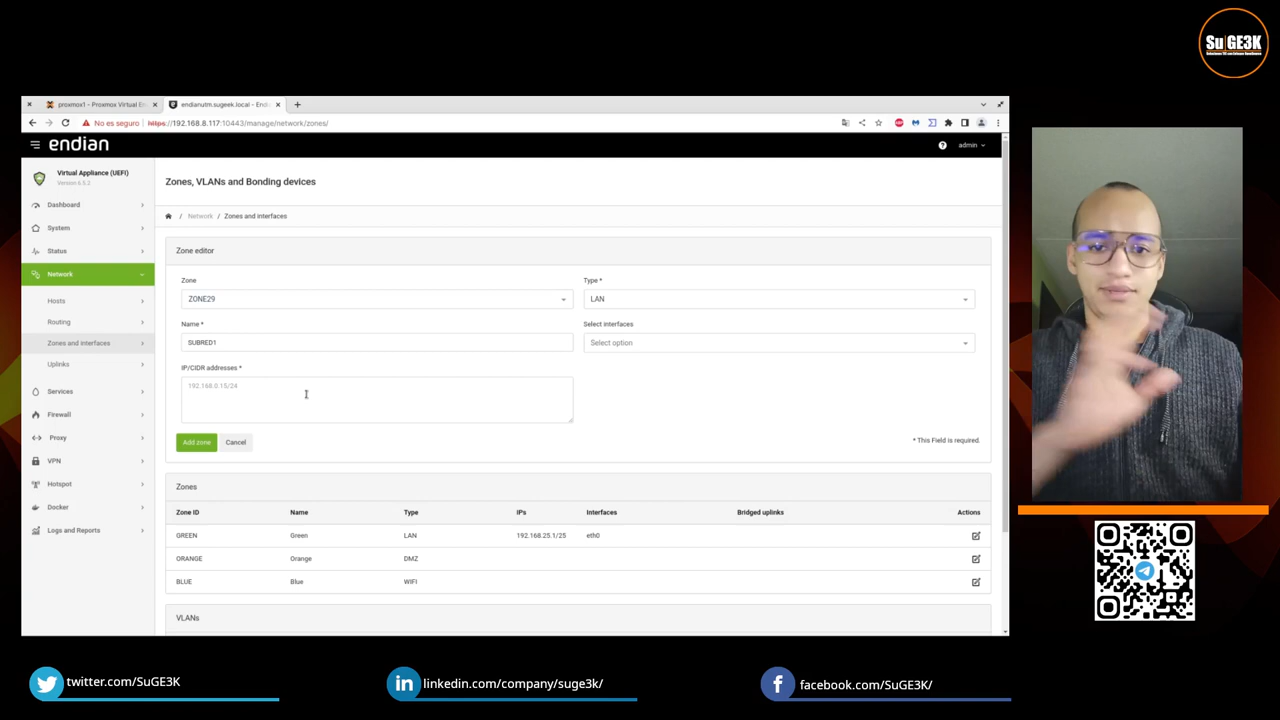 SuGE3K
proxmox1 - Proxmox Virtual En
endianutm.sugeek.local - End
No es seguro
https://192.168.8.117:10443/manage/network/zones/
endian
admin
Virtual Appliance (UEFI)
Version 6.5.2
Dashboard
System
Status
Network
Hosts
Routing
Zones and interfaces
Uplinks
Services
Firewall
Proxy
VPN
Hotspot
Docker
Logs and Reports
Zones, VLANs and Bonding devices
/ Network / Zones and interfaces
Zone editor
Zone
ZONE29
Type *
LAN
Name *
SUBRED1
Select interfaces
Select option
IP/CIDR addresses *
192.168.0.15/24
Add zone
Cancel
* This Field is required.
Zones
Zone ID Name Type IPs Interfaces Bridged uplinks Actions
GREEN Green LAN 192.168.25.1/25 eth0
ORANGE Orange DMZ
BLUE Blue WIFI
VLANs
twitter.com/SuGE3K
linkedin.com/company/suge3k/
facebook.com/SuGE3K/